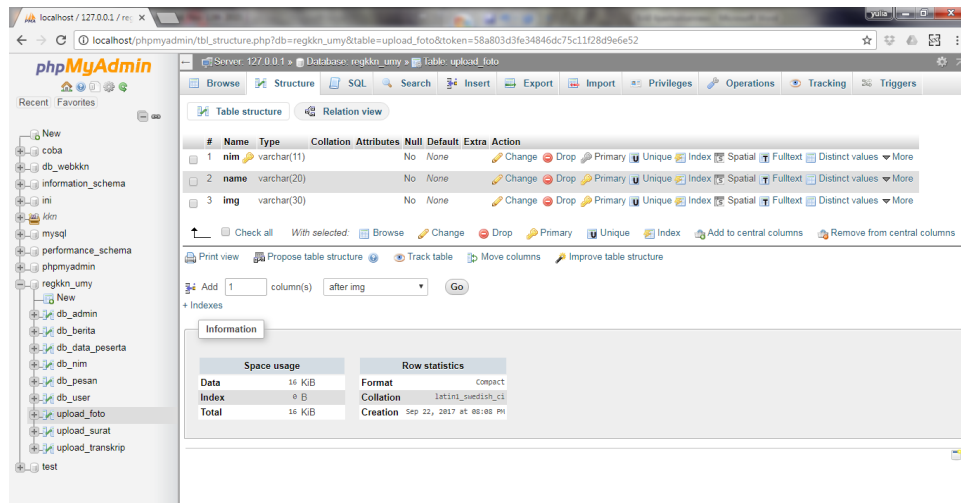 localhost / 127.0.0.1 / reg
yulia
localhost/phpmyadmin/tbl_structure.php?db=regkkn_umy&table=upload_foto&token=58a803d3fe34846dc75c11f28d9e6e52
phpMyAdmin
Recent Favorites
New
coba
db_webkkn
information_schema
ini
kkn
mysql
performance_schema
phpmyadmin
regkkn_umy
New
db_admin
db_berita
db_data_peserta
db_nim
db_pesan
db_user
upload_foto
upload_surat
upload_transkrip
test
Server: 127.0.0.1 » Database: regkkn_umy » Table: upload_foto
Browse Structure SQL Search Insert Export Import Privileges Operations Tracking Triggers
Table structure Relation view
# Name Type Collation Attributes Null Default Extra Action
1 nim varchar(11) No None Change Drop Primary Unique Index Spatial Fulltext Distinct values More
2 name varchar(20) No None Change Drop Primary Unique Index Spatial Fulltext Distinct values More
3 img varchar(30) No None Change Drop Primary Unique Index Spatial Fulltext Distinct values More
Check all With selected: Browse Change Drop Primary Unique Index Add to central columns Remove from central columns
Print view Propose table structure Track table Move columns Improve table structure
Add 1 column(s) after img Go
+ Indexes
Information
Space usage
Data 16 KiB
Index 0 B
Total 16 KiB
Row statistics
Format Compact
Collation latin1_swedish_ci
Creation Sep 22, 2017 at 08:08 PM